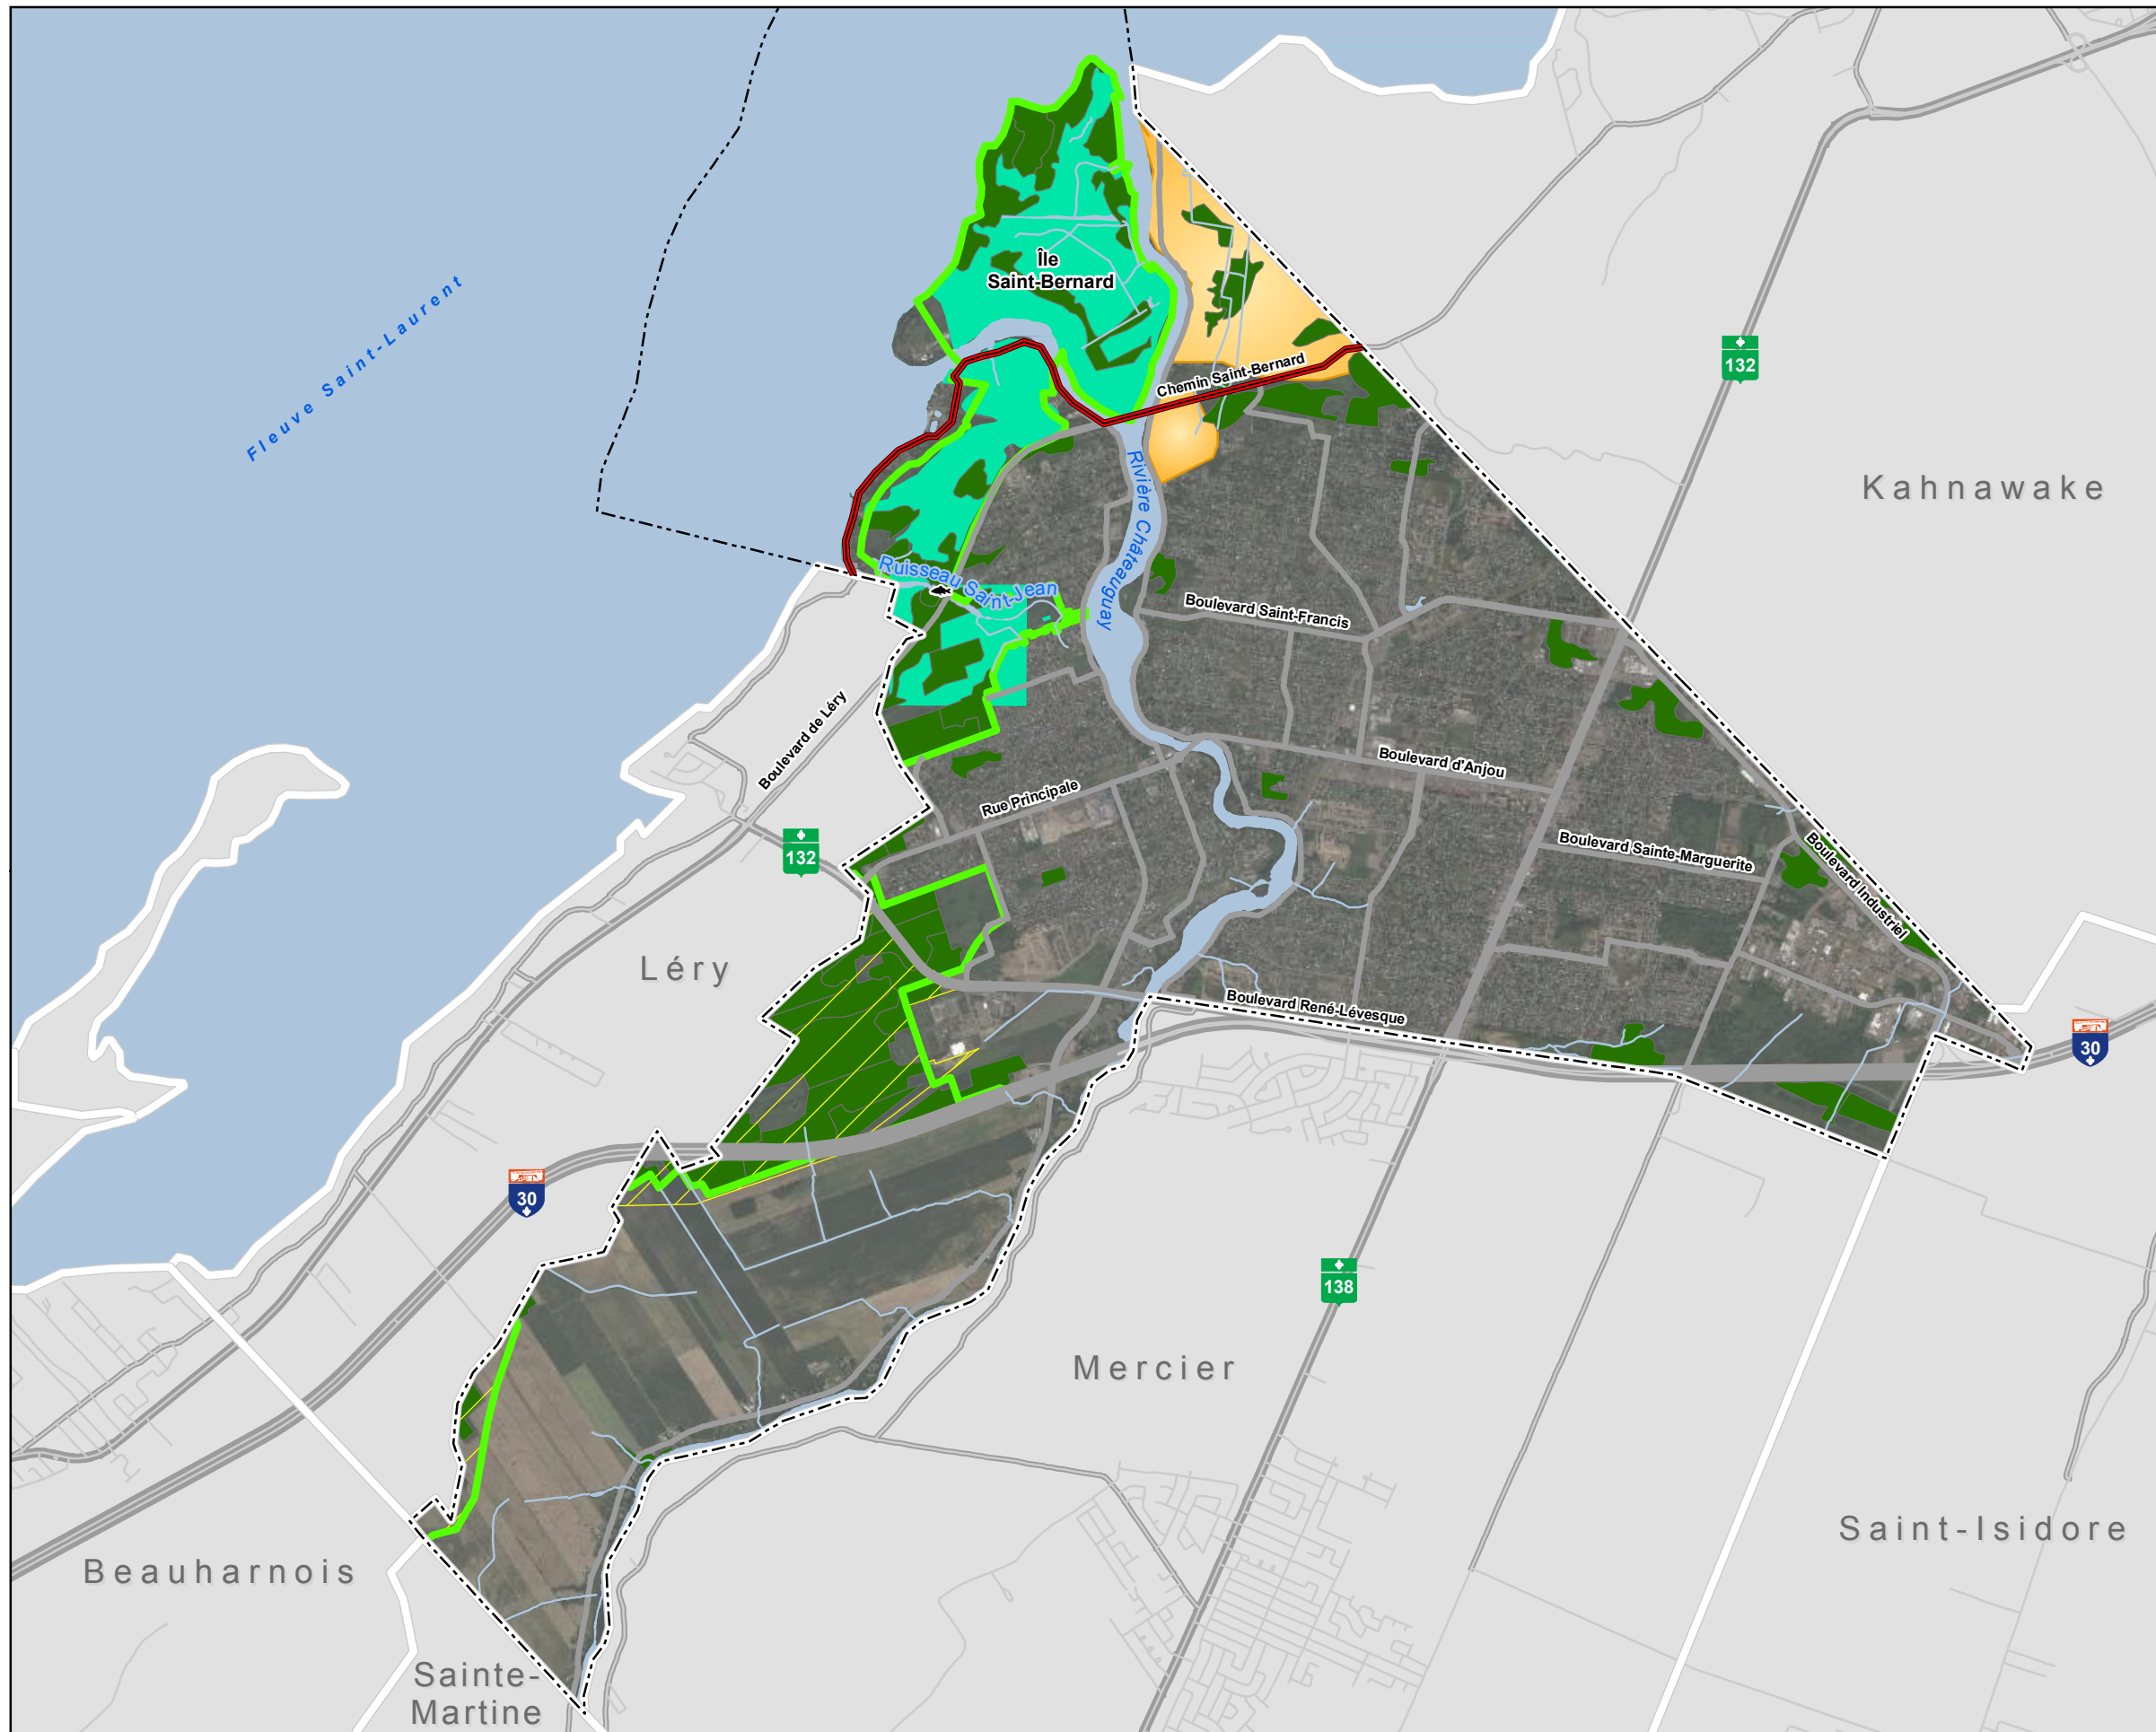 Île
Saint-Bernard
Fleuve Saint-Laurent
Chemin Saint-Bernard
132
Kahnawake
Rivière Châteauguay
Ruisseau Saint-Jean
Boulevard Saint-Francis
Boulevard de Léry
Boulevard d'Anjou
Rue Principale
132
Boulevard Sainte-Marguerite
Boulevard Industriel
Léry
Boulevard René-Lévesque
30
30
138
Mercier
Saint-Isidore
Beauharnois
Sainte-
Martine